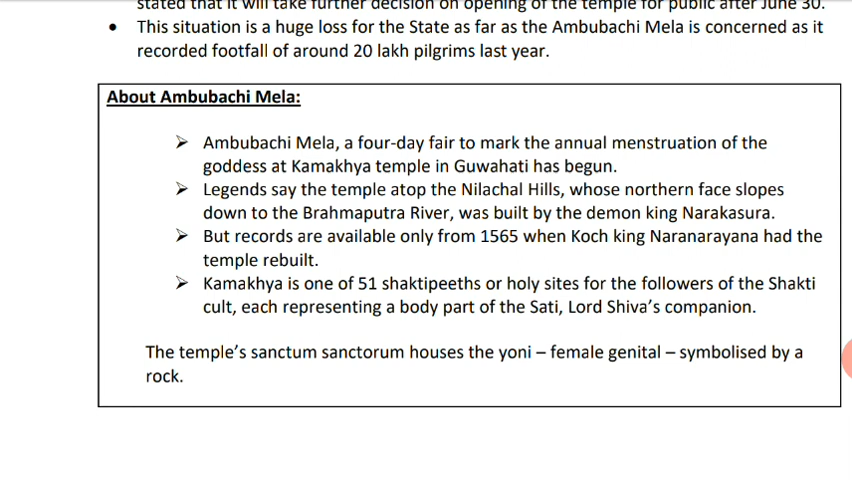 stated that it will take further decision on opening of the temple for public after June 30.
• This situation is a huge loss for the State as far as the Ambubachi Mela is concerned as it
recorded footfall of around 20 lakh pilgrims last year.
About Ambubachi Mela:
➢ Ambubachi Mela, a four-day fair to mark the annual menstruation of the
goddess at Kamakhya temple in Guwahati has begun.
➢ Legends say the temple atop the Nilachal Hills, whose northern face slopes
down to the Brahmaputra River, was built by the demon king Narakasura.
➢ But records are available only from 1565 when Koch king Naranarayana had the
temple rebuilt.
➢ Kamakhya is one of 51 shaktipeeths or holy sites for the followers of the Shakti
cult, each representing a body part of the Sati, Lord Shiva’s companion.
The temple’s sanctum sanctorum houses the yoni – female genital – symbolised by a
rock.